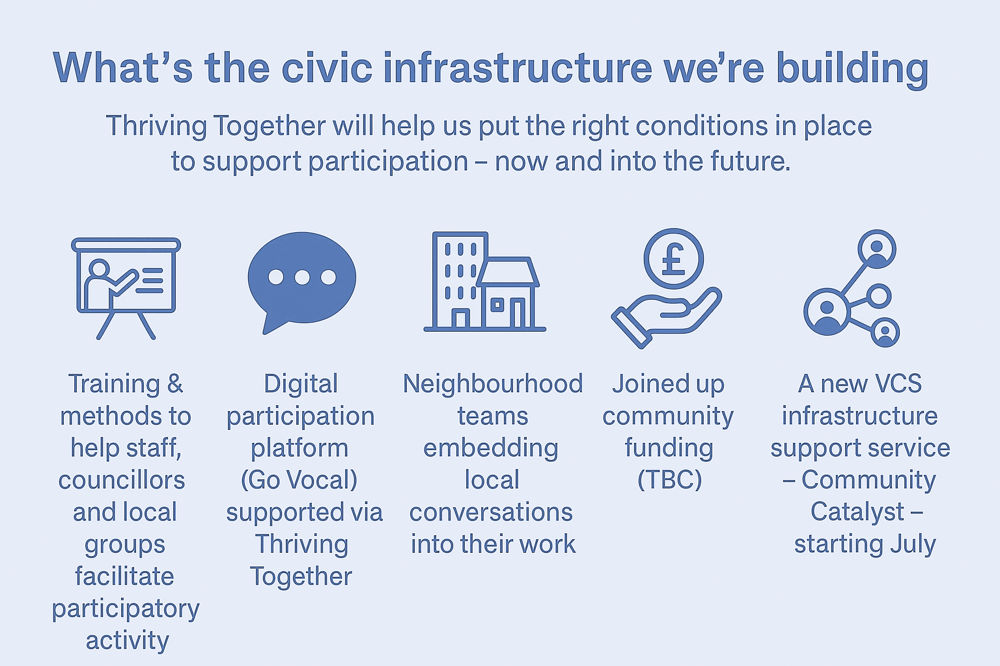 What's the civic infrastructure we're building
Thriving Together will help us put the right conditions in place
to support participation – now and into the future.
£
Training &
methods to
help staff,
councillors
and local
groups
facilitate
participatory
activity
Digital
participation
platform
(Go Vocal)
supported via
Thriving
Together
Neighbourhood
teams
embedding
local
conversations
into their work
Joined up
community
funding
(TBC)
A new VCS
infrastructure
support service
– Community
Catalyst –
starting July